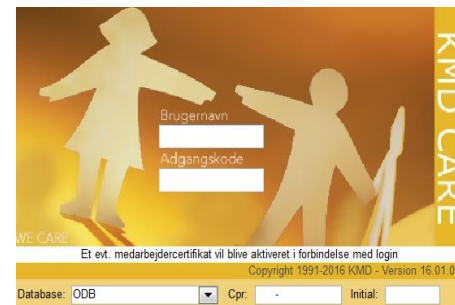 KMD CARE
Brugernavn
Adgangskode
WE CARE
Et evt. medarbejdercertifikat vil blive aktiveret i forbindelse med login
Copyright 1991-2016 KMD - Version 16.01.0
Database: ODB Cpr: - Initial: